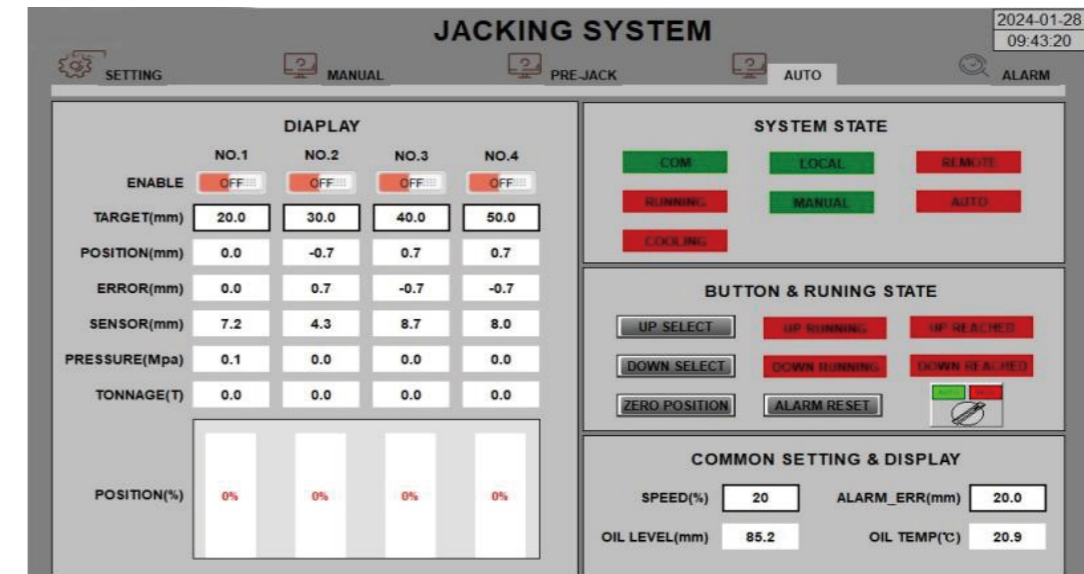 JACKING SYSTEM
2024-01-28
09:43:20
SETTING
MANUAL
PRE-JACK
AUTO
ALARM
DIAPLAY
NO.1 NO.2 NO.3 NO.4
ENABLE OFF OFF OFF OFF
TARGET(mm) 20.0 30.0 40.0 50.0
POSITION(mm) 0.0 -0.7 0.7 0.7
ERROR(mm) 0.0 0.7 -0.7 -0.7
SENSOR(mm) 7.2 4.3 8.7 8.0
PRESSURE(Mpa) 0.1 0.0 0.0 0.0
TONNAGE(T) 0.0 0.0 0.0 0.0
POSITION(%) 0% 0% 0% 0%
SYSTEM STATE
COM LOCAL REMOTE
RUNNING MANUAL AUTO
COOLING
BUTTON & RUNING STATE
UP SELECT UP RUNNING UP REACHED
DOWN SELECT DOWN RUNNING DOWN REACHED
ZERO POSITION ALARM RESET
COMMON SETTING & DISPLAY
SPEED(%) 20 ALARM_ERR(mm) 20.0
OIL LEVEL(mm) 85.2 OIL TEMP(℃) 20.9